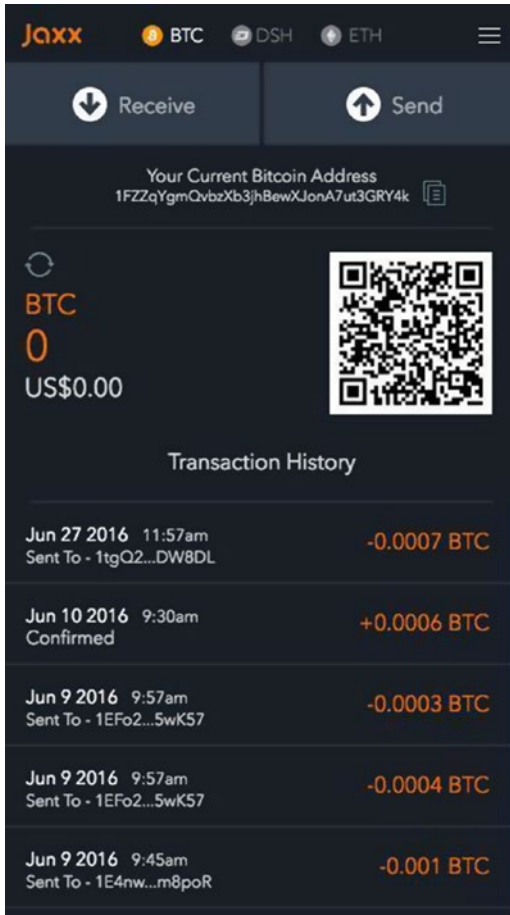 Jaxx BTC DSH ETH
Receive Send
Your Current Bitcoin Address
1FZZqYgmQvbzXb3jhBewXJonA7ut3GRY4k
BTC
0
US$0.00
Transaction History
Jun 27 2016 11:57am
Sent To - 1tgQ2...DW8DL
-0.0007 BTC
Jun 10 2016 9:30am
Confirmed
+0.0006 BTC
Jun 9 2016 9:57am
Sent To - 1EFo2...5wK57
-0.0003 BTC
Jun 9 2016 9:57am
Sent To - 1EFo2...5wK57
-0.0004 BTC
Jun 9 2016 9:45am
Sent To - 1E4nw...m8poR
-0.001 BTC